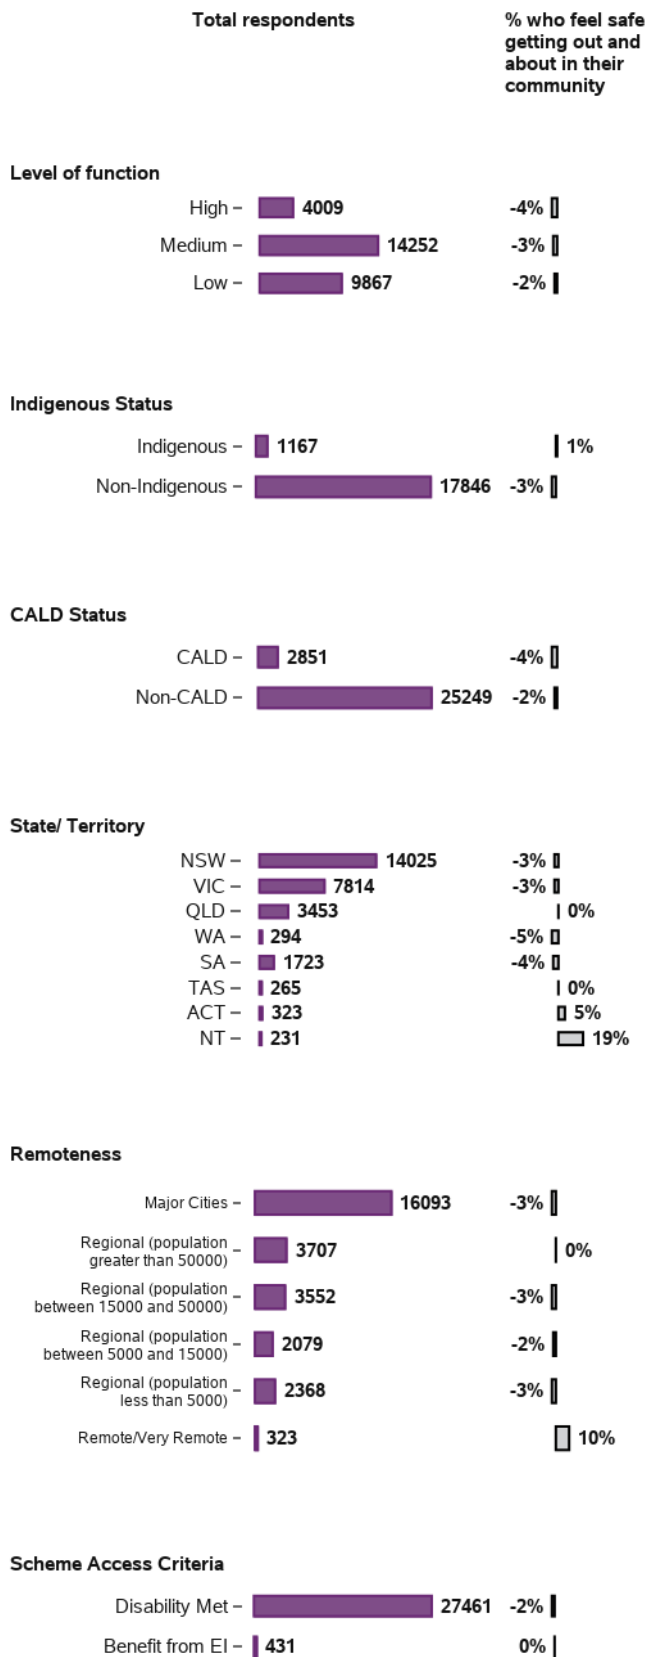 Total respondents
% who feel safe
getting out and
about in their
community
Level of function
High 4009 -4%
Medium 14252 -3%
Low 9867 -2%
Indigenous Status
Indigenous 1167 1%
Non-Indigenous 17846 -3%
CALD Status
CALD 2851 -4%
Non-CALD 25249 -2%
State/ Territory
NSW 14025 -3%
VIC 7814 -3%
QLD 3453 0%
WA 294 -5%
SA 1723 -4%
TAS 265 0%
ACT 323 5%
NT 231 19%
Remoteness
Major Cities 16093 -3%
Regional (population
greater than 50000) 3707 0%
Regional (population
between 15000 and 50000) 3552 -3%
Regional (population
between 5000 and 15000) 2079 -2%
Regional (population
less than 5000) 2368 -3%
Remote/Very Remote 323 10%
Scheme Access Criteria
Disability Met 27461 -2%
Benefit from EI 431 0%